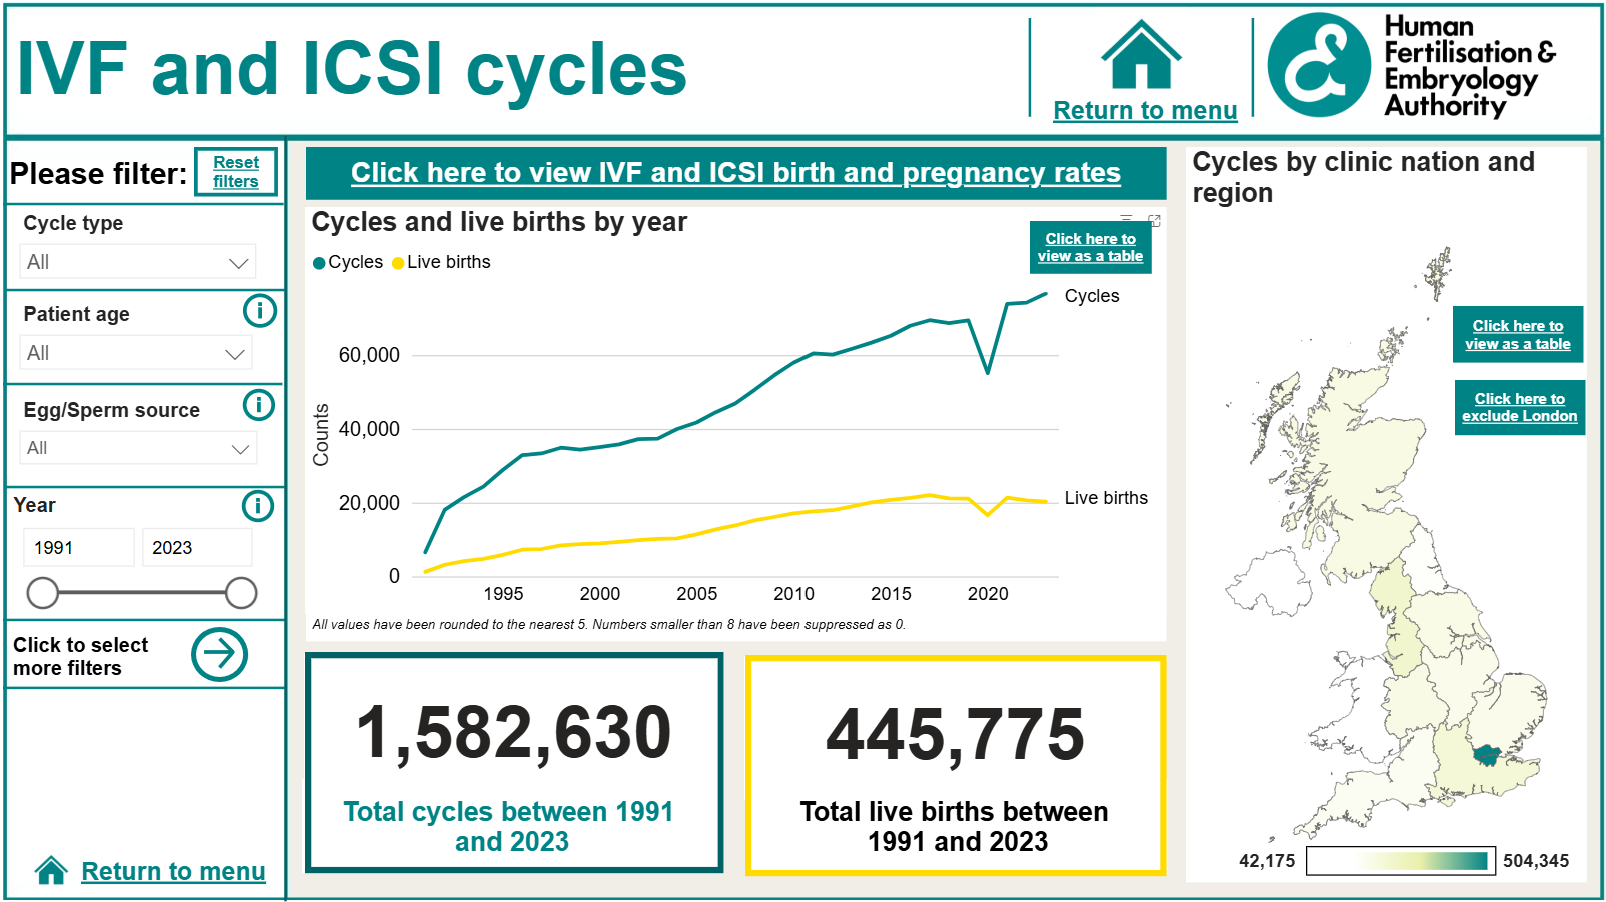 IVF and ICSI cycles
Return to menu
Human
Fertilisation &
Embryology
Authority
Please filter:
Reset
filters
Cycle type
All
Patient age
All
Egg/Sperm source
All
Year
1991
2023
Click to select
more filters
Return to menu
Click here to view IVF and ICSI birth and pregnancy rates
Cycles and live births by year
Click here to
view as a table
Cycles
Live births
Cycles
Live births
Counts
60,000
40,000
20,000
0
1995
2000
2005
2010
2015
2020
All values have been rounded to the nearest 5. Numbers smaller than 8 have been suppressed as 0.
1,582,630
Total cycles between 1991
and 2023
445,775
Total live births between
1991 and 2023
Cycles by clinic nation and
region
Click here to
view as a table
Click here to
exclude London
42,175
504,345